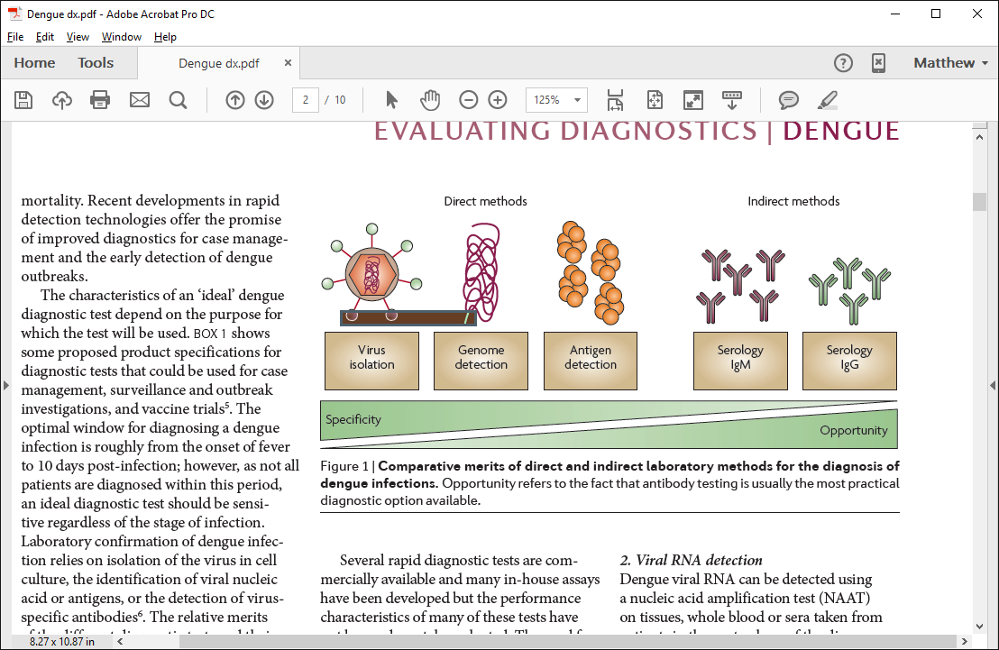 Dengue dx.pdf - Adobe Acrobat Pro DC
File Edit View Window Help
Home Tools Dengue dx.pdf × ? Matthew
2 / 10 125%
EVALUATING DIAGNOSTICS | DENGUE
mortality. Recent developments in rapid
detection technologies offer the promise
of improved diagnostics for case manage-
ment and the early detection of dengue
outbreaks.
The characteristics of an ‘ideal’ dengue
diagnostic test depend on the purpose for
which the test will be used. BOX 1 shows
some proposed product specifications for
diagnostic tests that could be used for case
management, surveillance and outbreak
investigations, and vaccine trials⁵. The
optimal window for diagnosing a dengue
infection is roughly from the onset of fever
to 10 days post-infection; however, as not all
patients are diagnosed within this period,
an ideal diagnostic test should be sensi-
tive regardless of the stage of infection.
Laboratory confirmation of dengue infec-
tion relies on isolation of the virus in cell
culture, the identification of viral nucleic
acid or antigens, or the detection of virus-
specific antibodies⁶. The relative merits
Direct methods
Indirect methods
Virus
isolation
Genome
detection
Antigen
detection
Serology
IgM
Serology
IgG
Specificity
Opportunity
Figure 1 | Comparative merits of direct and indirect laboratory methods for the diagnosis of
dengue infections. Opportunity refers to the fact that antibody testing is usually the most practical
diagnostic option available.
Several rapid diagnostic tests are com-
mercially available and many in-house assays
have been developed but the performance
characteristics of many of these tests have
2. Viral RNA detection
Dengue viral RNA can be detected using
a nucleic acid amplification test (NAAT)
on tissues, whole blood or sera taken from
8.27 x 10.87 in